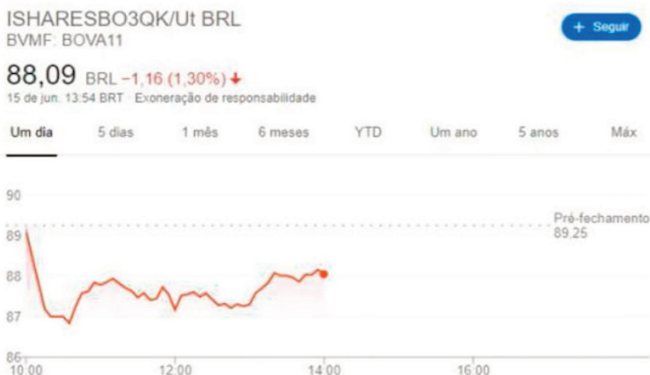 ISHARESBO3QK/Ut BRL
BVMF: BOVA11
+ Seguir
88,09 BRL −1,16 (1,30%) ↓
15 de jun. 13:54 BRT · Exoneração de responsabilidade
Um dia 5 dias 1 mês 6 meses YTD Um ano 5 anos Máx
90
Pré-fechamento
89,25
89
88
87
86
10:00 12:00 14:00 16:00